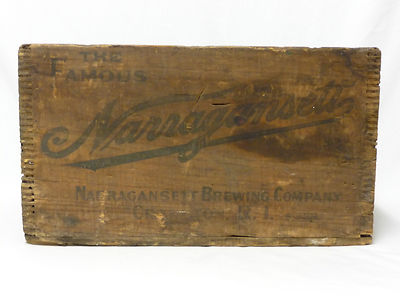 THE
FAMOUS
Narragansett
NARRAGANSETT BREWING COMPANY
R.I.